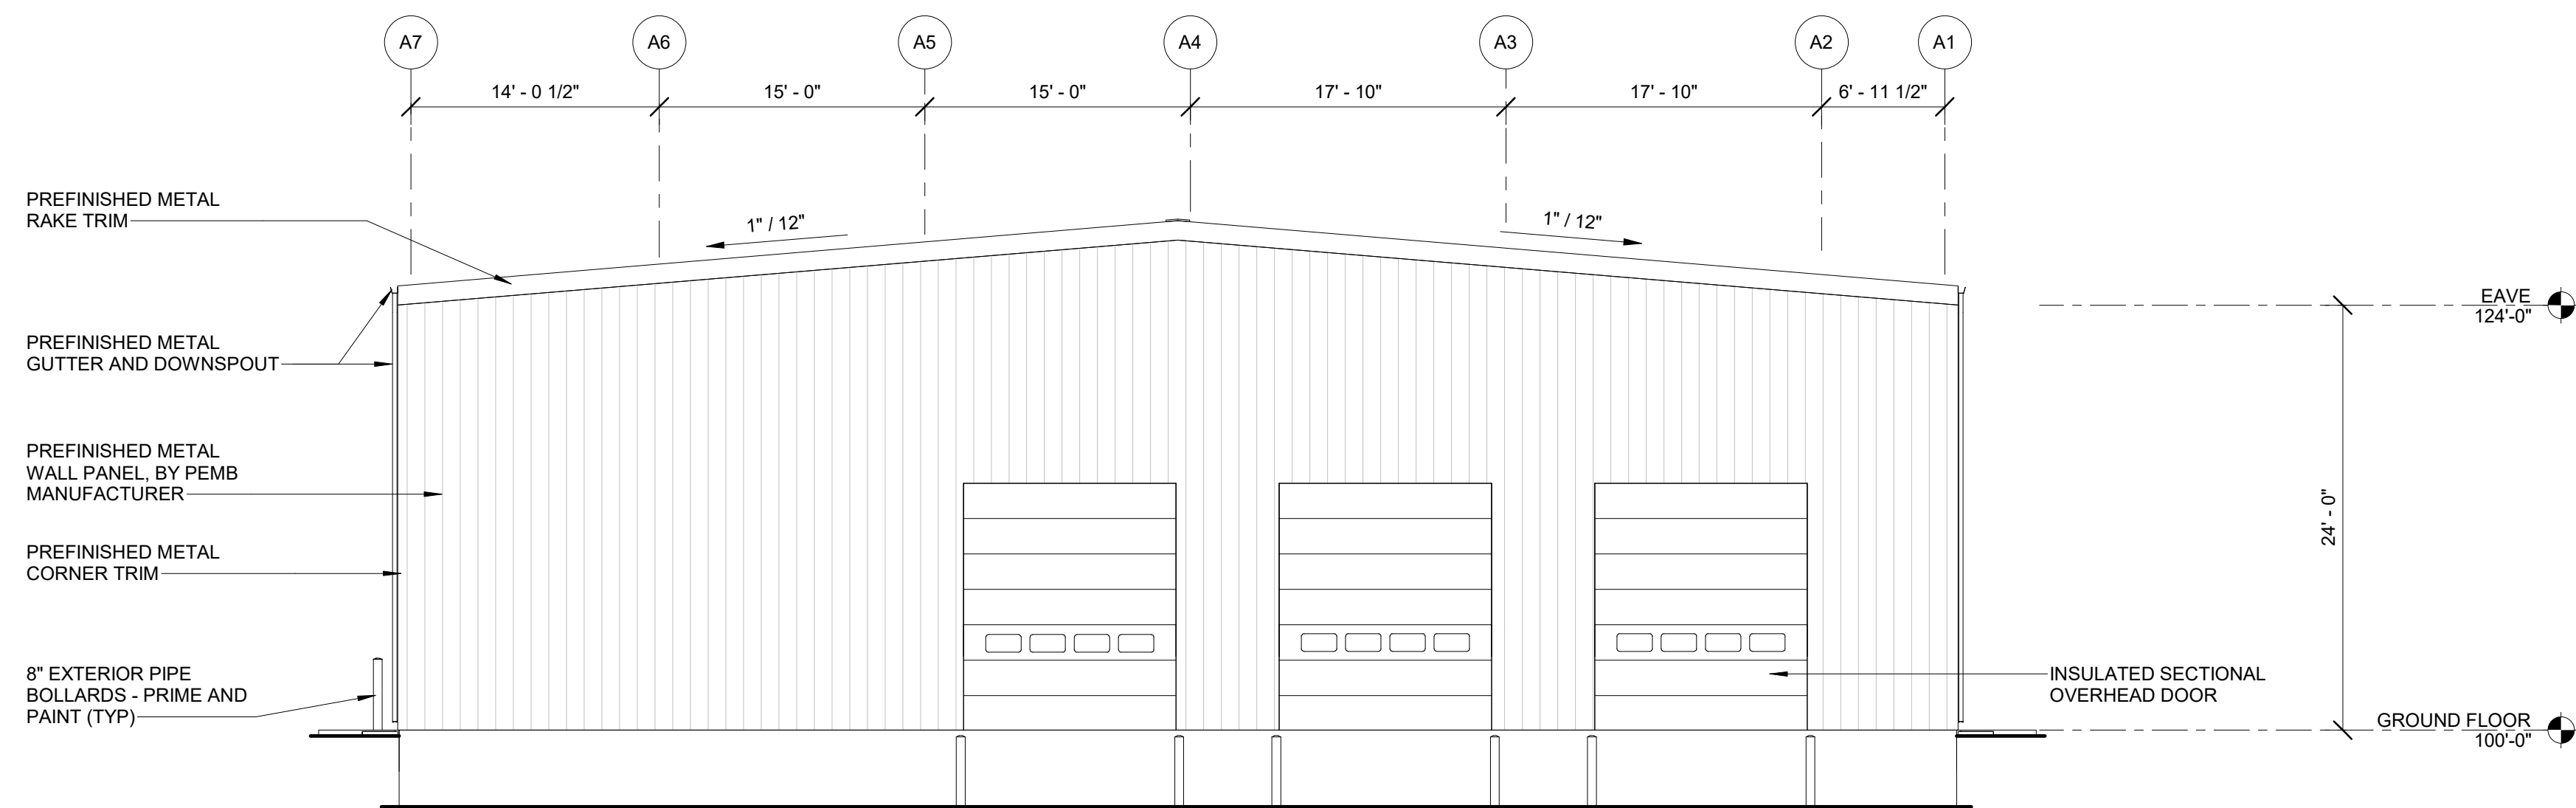 A7
A6
A5
A4
A3
A2
A1
14' - 0 1/2"
15' - 0"
15' - 0"
17' - 10"
17' - 10"
6' - 11 1/2"
PREFINISHED METAL
RAKE TRIM
1" / 12"
1" / 12"
EAVE
124'-0"
PREFINISHED METAL
GUTTER AND DOWNSPOUT
PREFINISHED METAL
WALL PANEL, BY PEMB
MANUFACTURER
24' - 0"
PREFINISHED METAL
CORNER TRIM
8" EXTERIOR PIPE
BOLLARDS - PRIME AND
PAINT (TYP)
INSULATED SECTIONAL
OVERHEAD DOOR
GROUND FLOOR
100'-0"